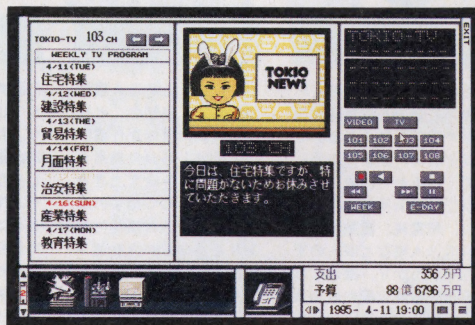 TOKIO-TV 103 CH
WEEKLY TV PROGRAM
4/11(TUE)
住宅特集
4/12(WED)
建設特集
4/13(THE)
貿易特集
4/14(FRI)
月面特集
治安特集
4/16(SUN)
産業特集
4/17(MON)
教育特集
TOKIO
NEWS
103 CH
今日は、住宅特集ですが、特
に問題がないためお休みさせ
ていただきます。
TOKIO-TV
EXIT
VIDEO TV
101 102 103 104
105 106 107 108
WEEK E-DAY
支出 356 万円
予算 88 億 6796 万円
1995- 4-11 19:00